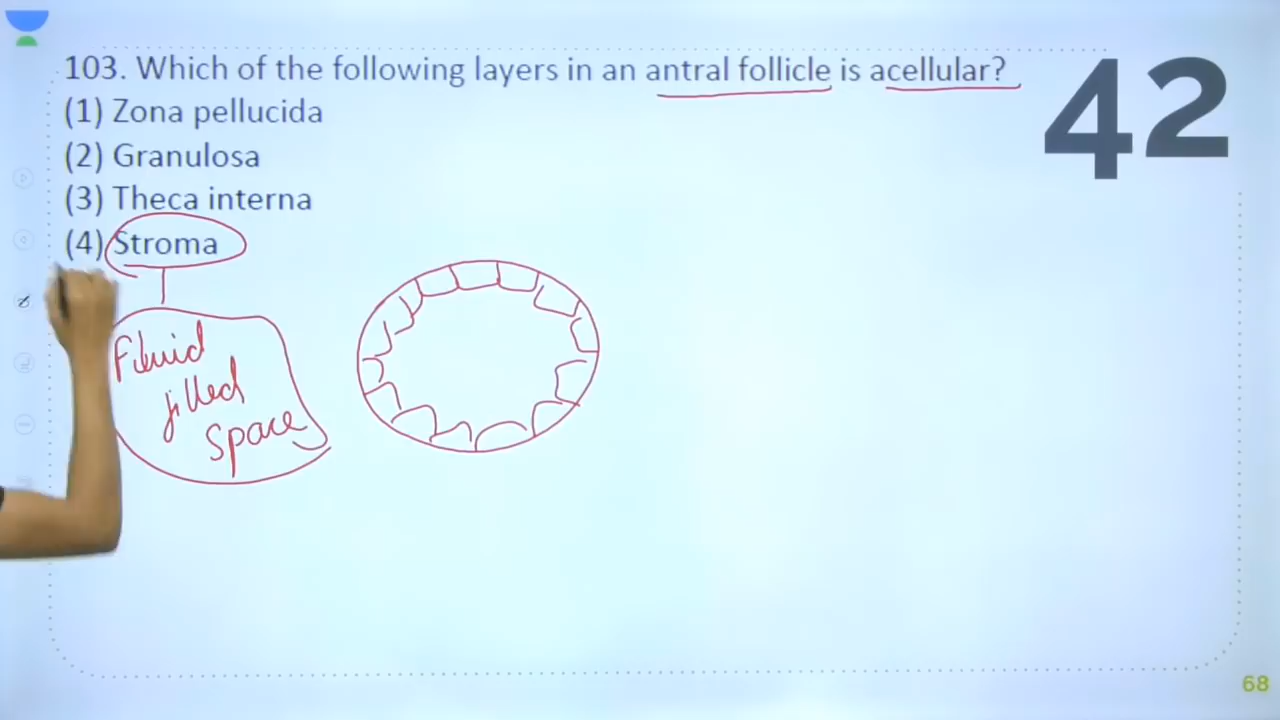 103. Which of the following layers in an antral follicle is acellular?
42
(1) Zona pellucida
(2) Granulosa
(3) Theca interna
(4) Stroma
Fluid
filled
space
68